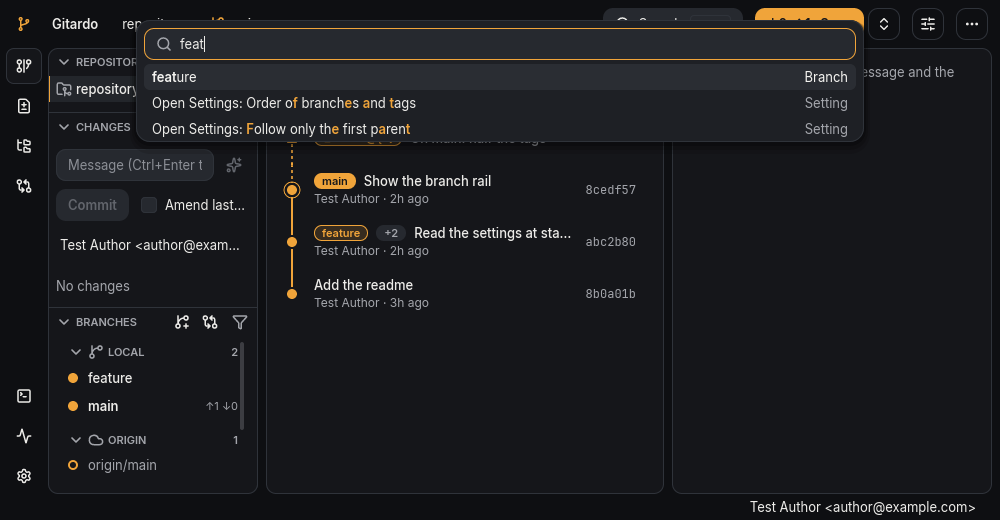 Gitardo
feat
feature Branch
Open Settings: Order of branches and tags Setting
Open Settings: Follow only the first parent Setting
REPOSITOR
repository
CHANGES
Message (Ctrl+Enter t
Commit Amend last...
Test Author <author@exam...
No changes
BRANCHES
LOCAL 2
feature
main ↑1 ↓0
ORIGIN 1
origin/main
main Show the branch rail
Test Author · 2h ago 8cedf57
feature +2 Read the settings at sta...
Test Author · 2h ago abc2b80
Add the readme
Test Author · 3h ago 8b0a01b
essage and the
Test Author <author@example.com>